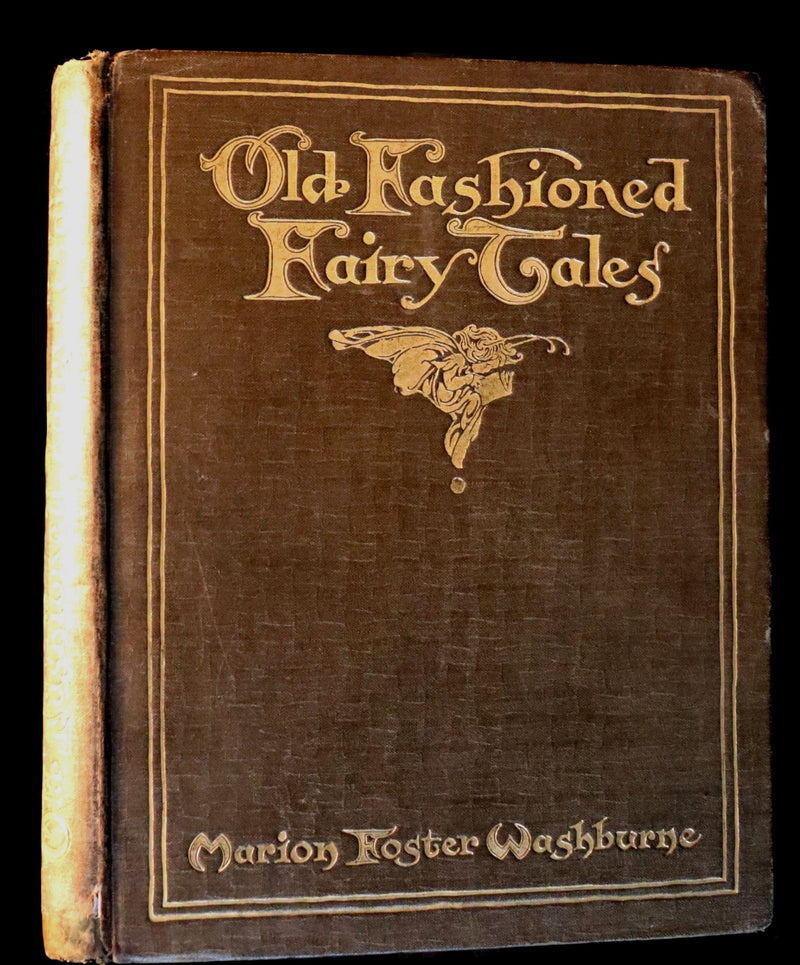 Old Fashioned
Fairy Tales
Marion Foster Washburne